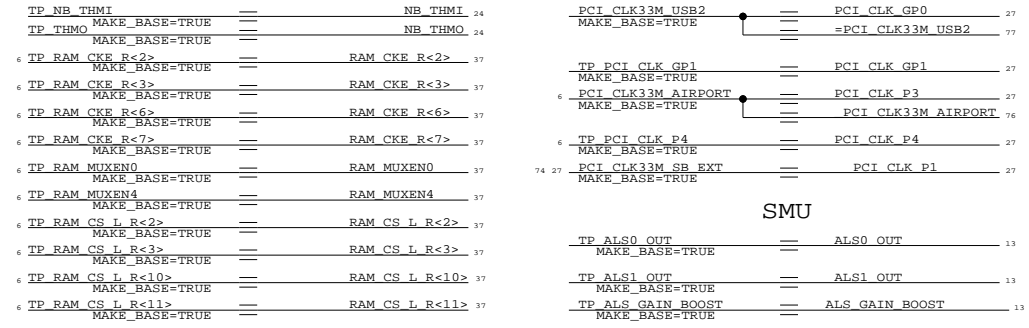 TP_NB_THMI NB_THMI 24
MAKE_BASE=TRUE
TP_THMO NB_THMO 24
MAKE_BASE=TRUE
6 TP_RAM_CKE_R<2> RAM_CKE_R<2> 37
MAKE_BASE=TRUE
6 TP_RAM_CKE_R<3> RAM_CKE_R<3> 37
MAKE_BASE=TRUE
6 TP_RAM_CKE_R<6> RAM_CKE_R<6> 37
MAKE_BASE=TRUE
6 TP_RAM_CKE_R<7> RAM_CKE_R<7> 37
MAKE_BASE=TRUE
6 TP_RAM_MUXEN0 RAM_MUXEN0 37
MAKE_BASE=TRUE
6 TP_RAM_MUXEN4 RAM_MUXEN4 37
MAKE_BASE=TRUE
6 TP_RAM_CS_L_R<2> RAM_CS_L_R<2> 37
MAKE_BASE=TRUE
6 TP_RAM_CS_L_R<3> RAM_CS_L_R<3> 37
MAKE_BASE=TRUE
6 TP_RAM_CS_L_R<10> RAM_CS_L_R<10> 37
MAKE_BASE=TRUE
6 TP_RAM_CS_L_R<11> RAM_CS_L_R<11> 37
MAKE_BASE=TRUE
PCI_CLK33M_USB2 PCI_CLK_GP0 27
MAKE_BASE=TRUE
=PCI_CLK33M_USB2 77
TP_PCI_CLK_GP1 PCI_CLK_GP1 27
MAKE_BASE=TRUE
6 PCI_CLK33M_AIRPORT PCI_CLK_P3 27
MAKE_BASE=TRUE
PCI_CLK33M_AIRPORT 76
6 TP_PCI_CLK_P4 PCI_CLK_P4 27
MAKE_BASE=TRUE
74 27 PCI_CLK33M_SB_EXT PCI_CLK_P1 27
MAKE_BASE=TRUE
SMU
TP_ALS0_OUT ALS0_OUT 13
MAKE_BASE=TRUE
TP_ALS1_OUT ALS1_OUT 13
MAKE_BASE=TRUE
TP_ALS_GAIN_BOOST ALS_GAIN_BOOST 13
MAKE_BASE=TRUE